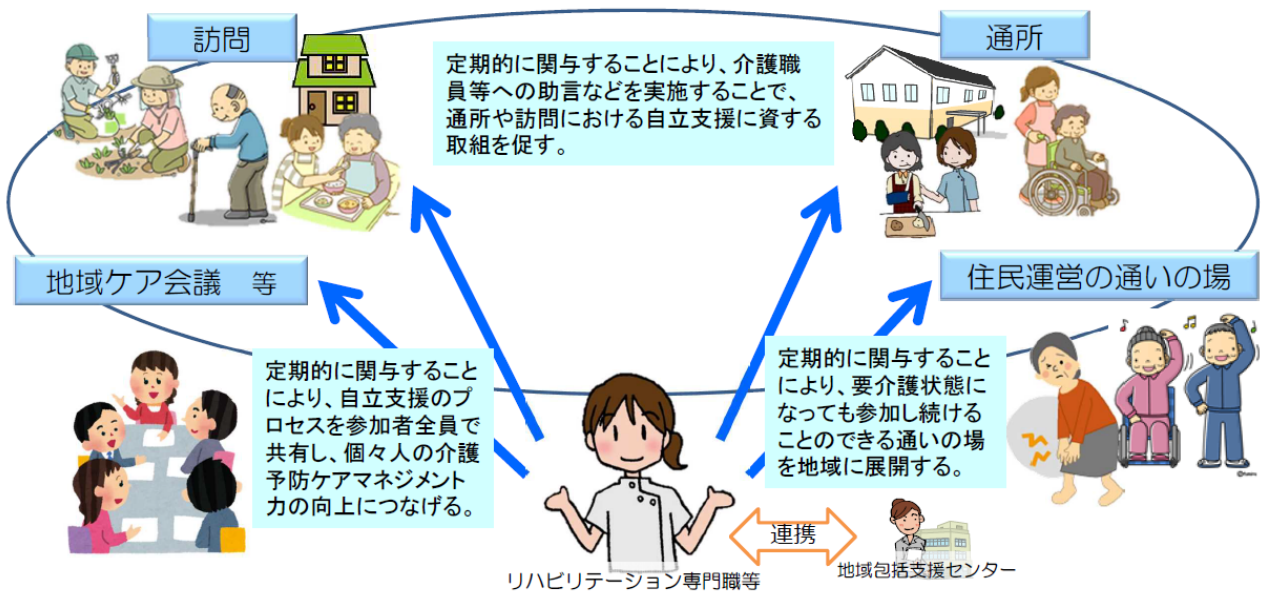 訪問
通所
定期的に関与することにより、介護職
員等への助言などを実施することで、
通所や訪問における自立支援に資する
取組を促す。
地域ケア会議　等
住民運営の通いの場
定期的に関与すること
により、自立支援のプ
ロセスを参加者全員で
共有し、個々人の介護
予防ケアマネジメント
力の向上につなげる。
定期的に関与すること
により、要介護状態に
なっても参加し続ける
ことのできる通いの場
を地域に展開する。
連携
リハビリテーション専門職等
地域包括支援センター